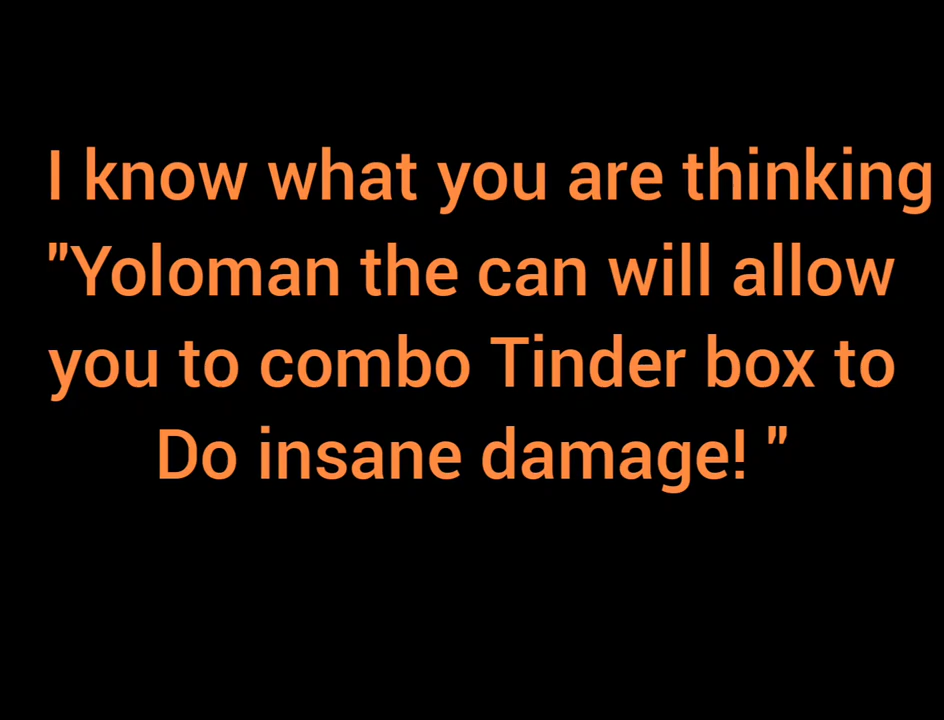 I know what you are thinking
"Yoloman the can will allow
you to combo Tinder box to
Do insane damage! "